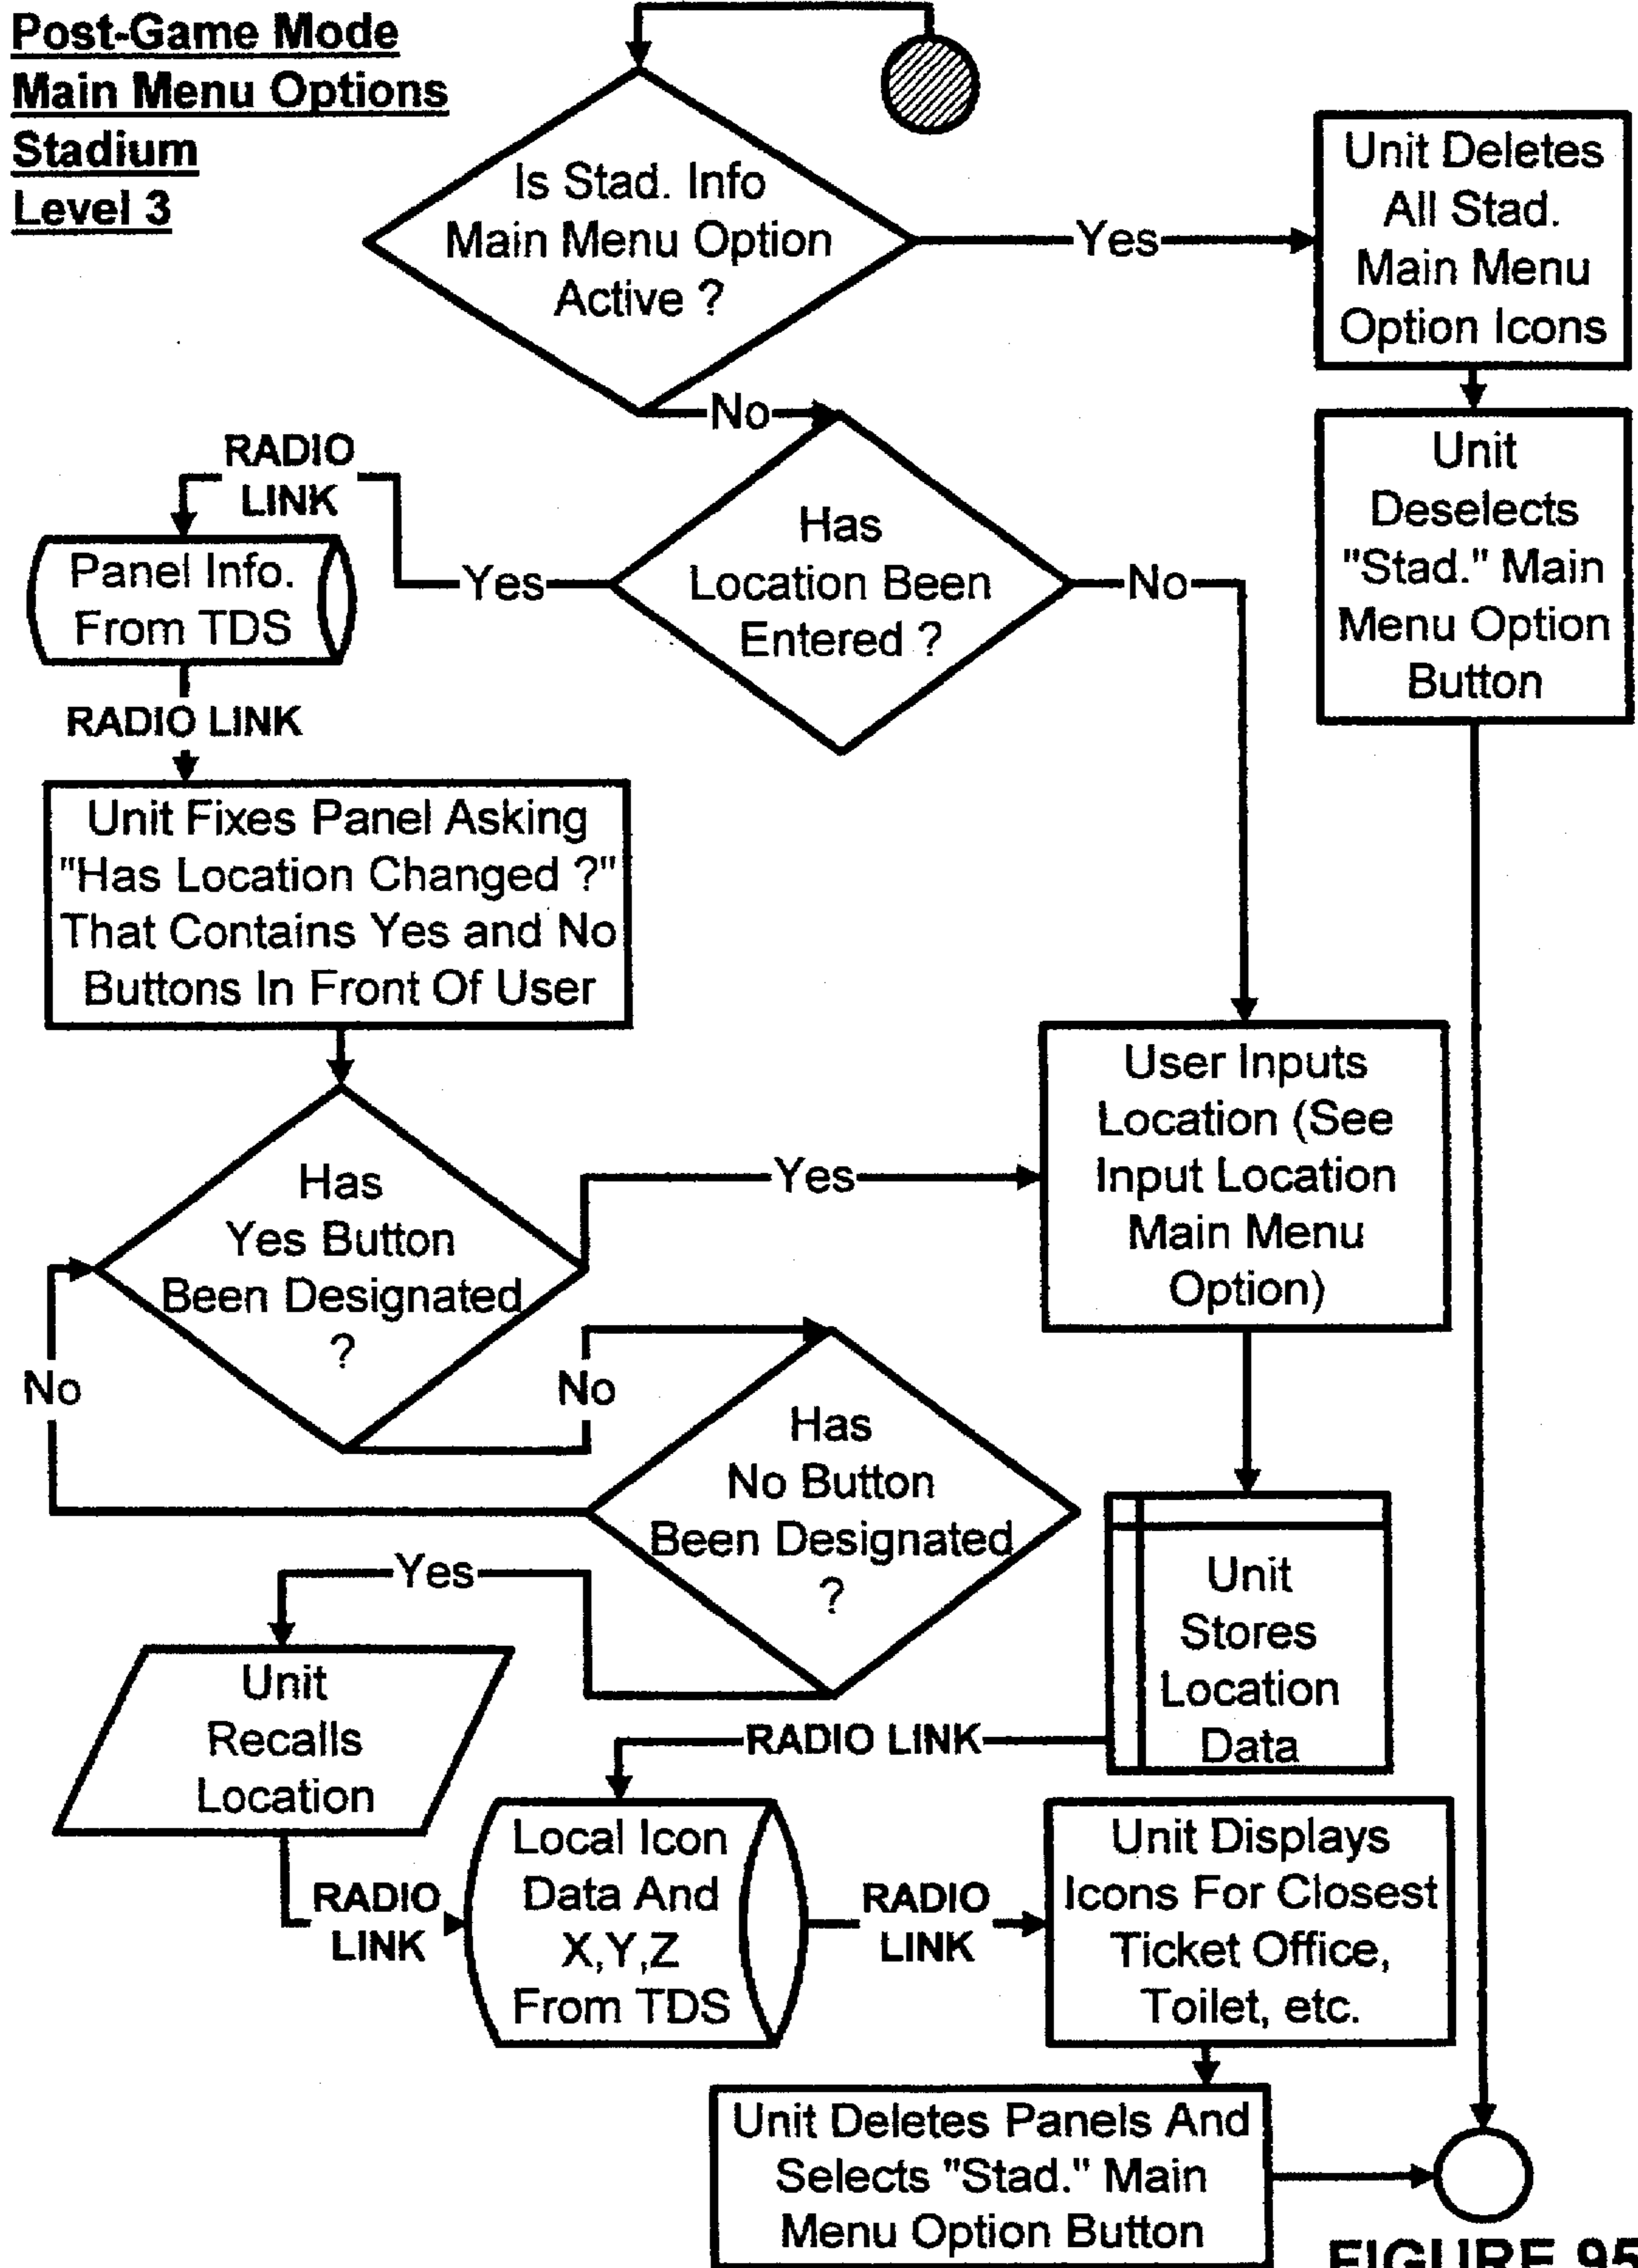 Post-Game Mode
Main Menu Options
Stadium
Level 3
Is Stad. Info
Main Menu Option
Active ?
Yes
Unit Deletes
All Stad.
Main Menu
Option Icons
No
Unit
Deselects
"Stad." Main
Menu Option
Button
RADIO
LINK
Has
Location Been
Entered ?
Yes
No
Panel Info.
From TDS
RADIO LINK
Unit Fixes Panel Asking
"Has Location Changed ?"
That Contains Yes and No
Buttons In Front Of User
User Inputs
Location (See
Input Location
Main Menu
Option)
Has
Yes Button
Been Designated
?
Yes
No
No
Has
No Button
Been Designated
?
Yes
Unit
Stores
Location
Data
Unit
Recalls
Location
RADIO LINK
RADIO
LINK
Local Icon
Data And
X,Y,Z
From TDS
RADIO
LINK
Unit Displays
Icons For Closest
Ticket Office,
Toilet, etc.
Unit Deletes Panels And
Selects "Stad." Main
Menu Option Button
FIGURE 95